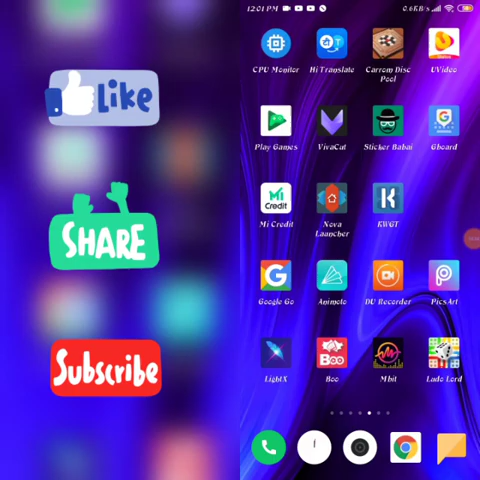 Like
SHARE
Subscribe
12:01 PM
0.6KB/s
CPU Monitor
Hi Translate
Carrom Disc
Pool
UVideo
Play Games
VivaCut
Sticker Babai
Gboard
Mi
Credit
Mi Credit
Nova
Launcher
KWGT
Google Go
Animoto
DU Recorder
PicsArt
LightX
Boo
Boo
Mbit
Ludo Lord